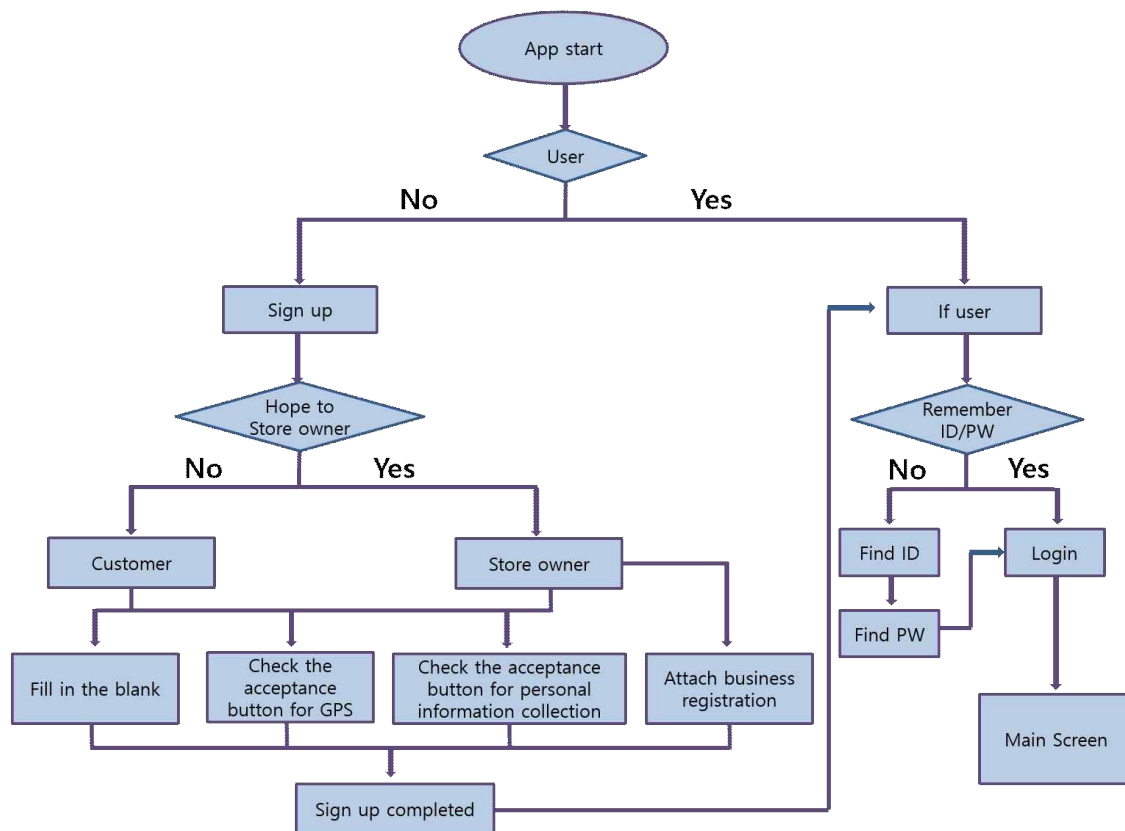 App start
User
No
Yes
Sign up
If user
Hope to
Store owner
Remember
ID/PW
No
Yes
No
Yes
Customer
Store owner
Find ID
Login
Find PW
Fill in the blank
Check the
acceptance
button for GPS
Check the acceptance
button for personal
information collection
Attach business
registration
Main Screen
Sign up completed